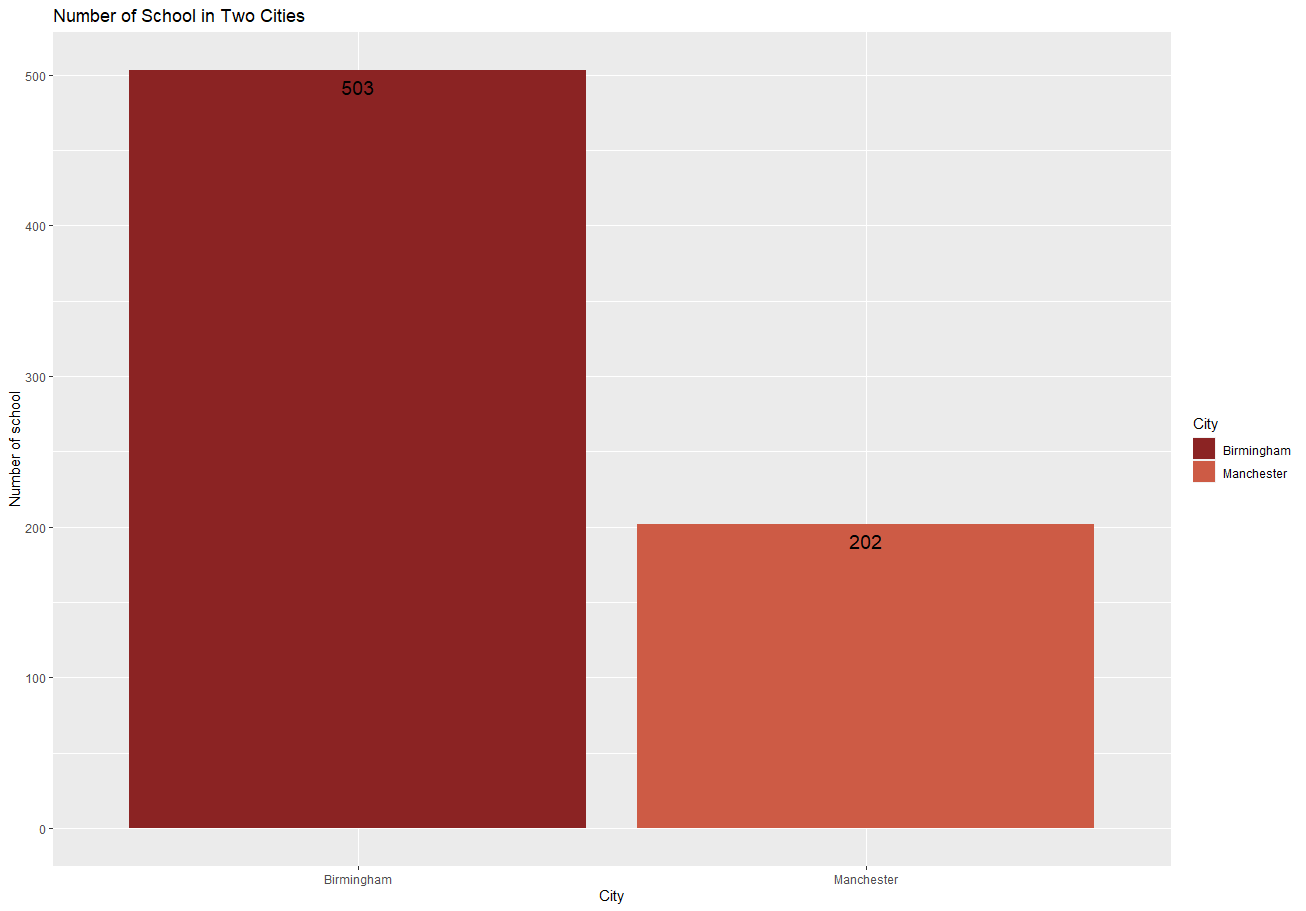 Number of School in Two Cities
Number of school
500
400
300
200
100
0
503
202
Birmingham
Manchester
City
City
Birmingham
Manchester